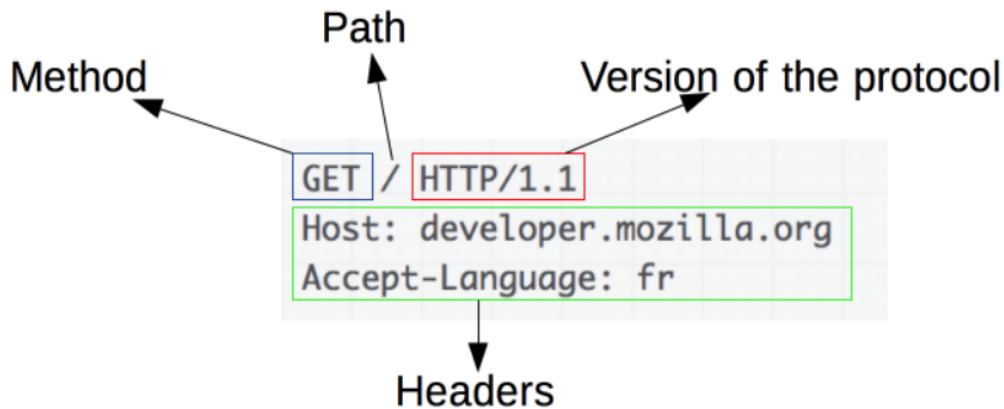 Path
Method
Version of the protocol
GET / HTTP/1.1
Host: developer.mozilla.org
Accept-Language: fr
Headers